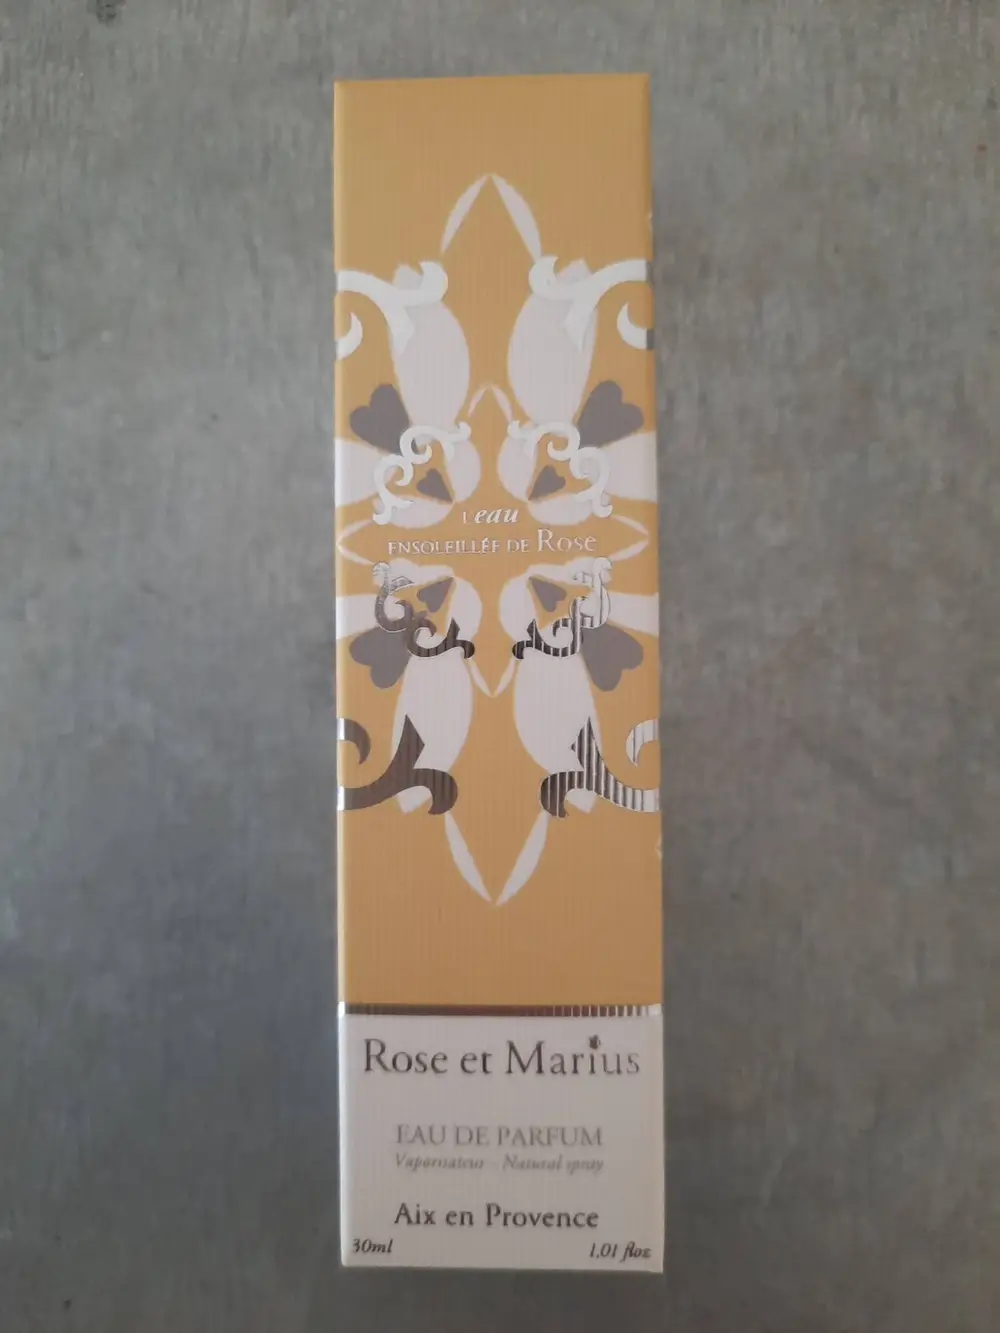 L'eau
ENSOLEILLÉE DE Rose
Rose et Marius
EAU DE PARFUM
Vaporisateur - Natural spray
Aix en Provence
30ml 1,01 floz